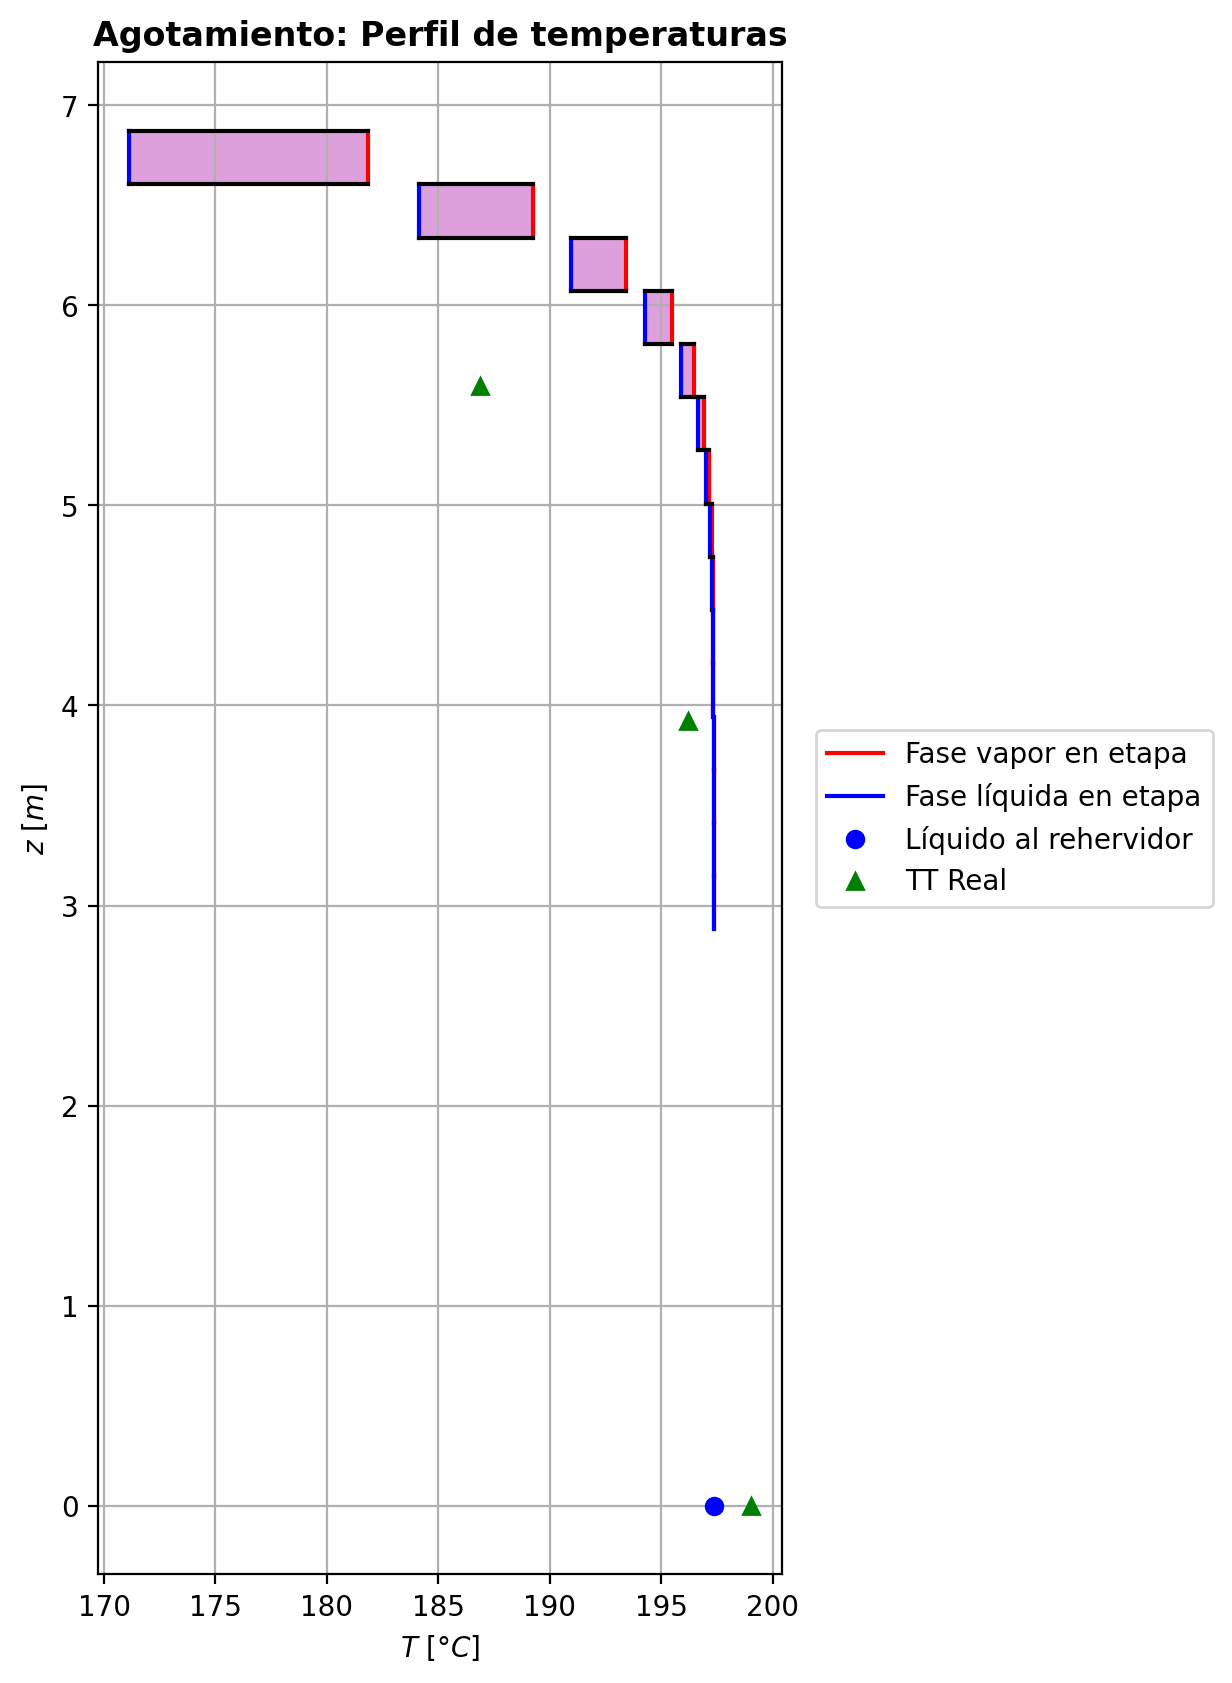 Agotamiento: Perfil de temperaturas
7
6
5
4
3
2
1
0
z [m]
170 175 180 185 190 195 200
T [°C]
Fase vapor en etapa
Fase líquida en etapa
Líquido al rehervidor
TT Real